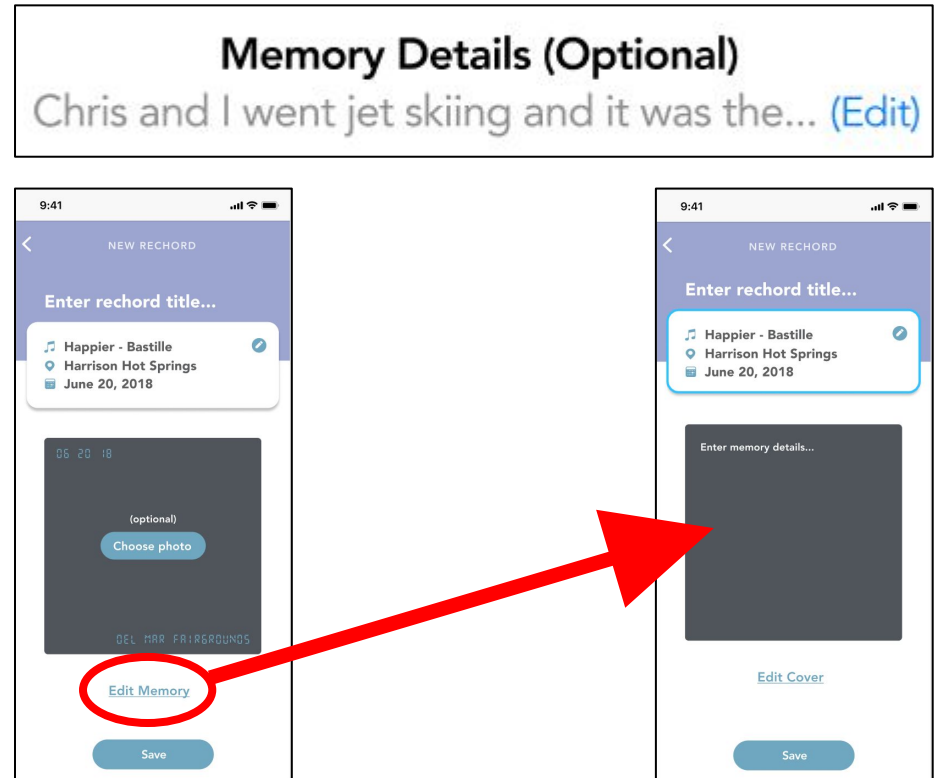 Memory Details (Optional)
Chris and I went jet skiing and it was the... (Edit)
9:41
NEW RECHORD
Enter rechord title...
Happier - Bastille
Harrison Hot Springs
June 20, 2018
06 20 18
(optional)
Choose photo
DEL MAR FAIRGROUNDS
Edit Memory
Save
9:41
NEW RECHORD
Enter rechord title...
Happier - Bastille
Harrison Hot Springs
June 20, 2018
Enter memory details...
Edit Cover
Save